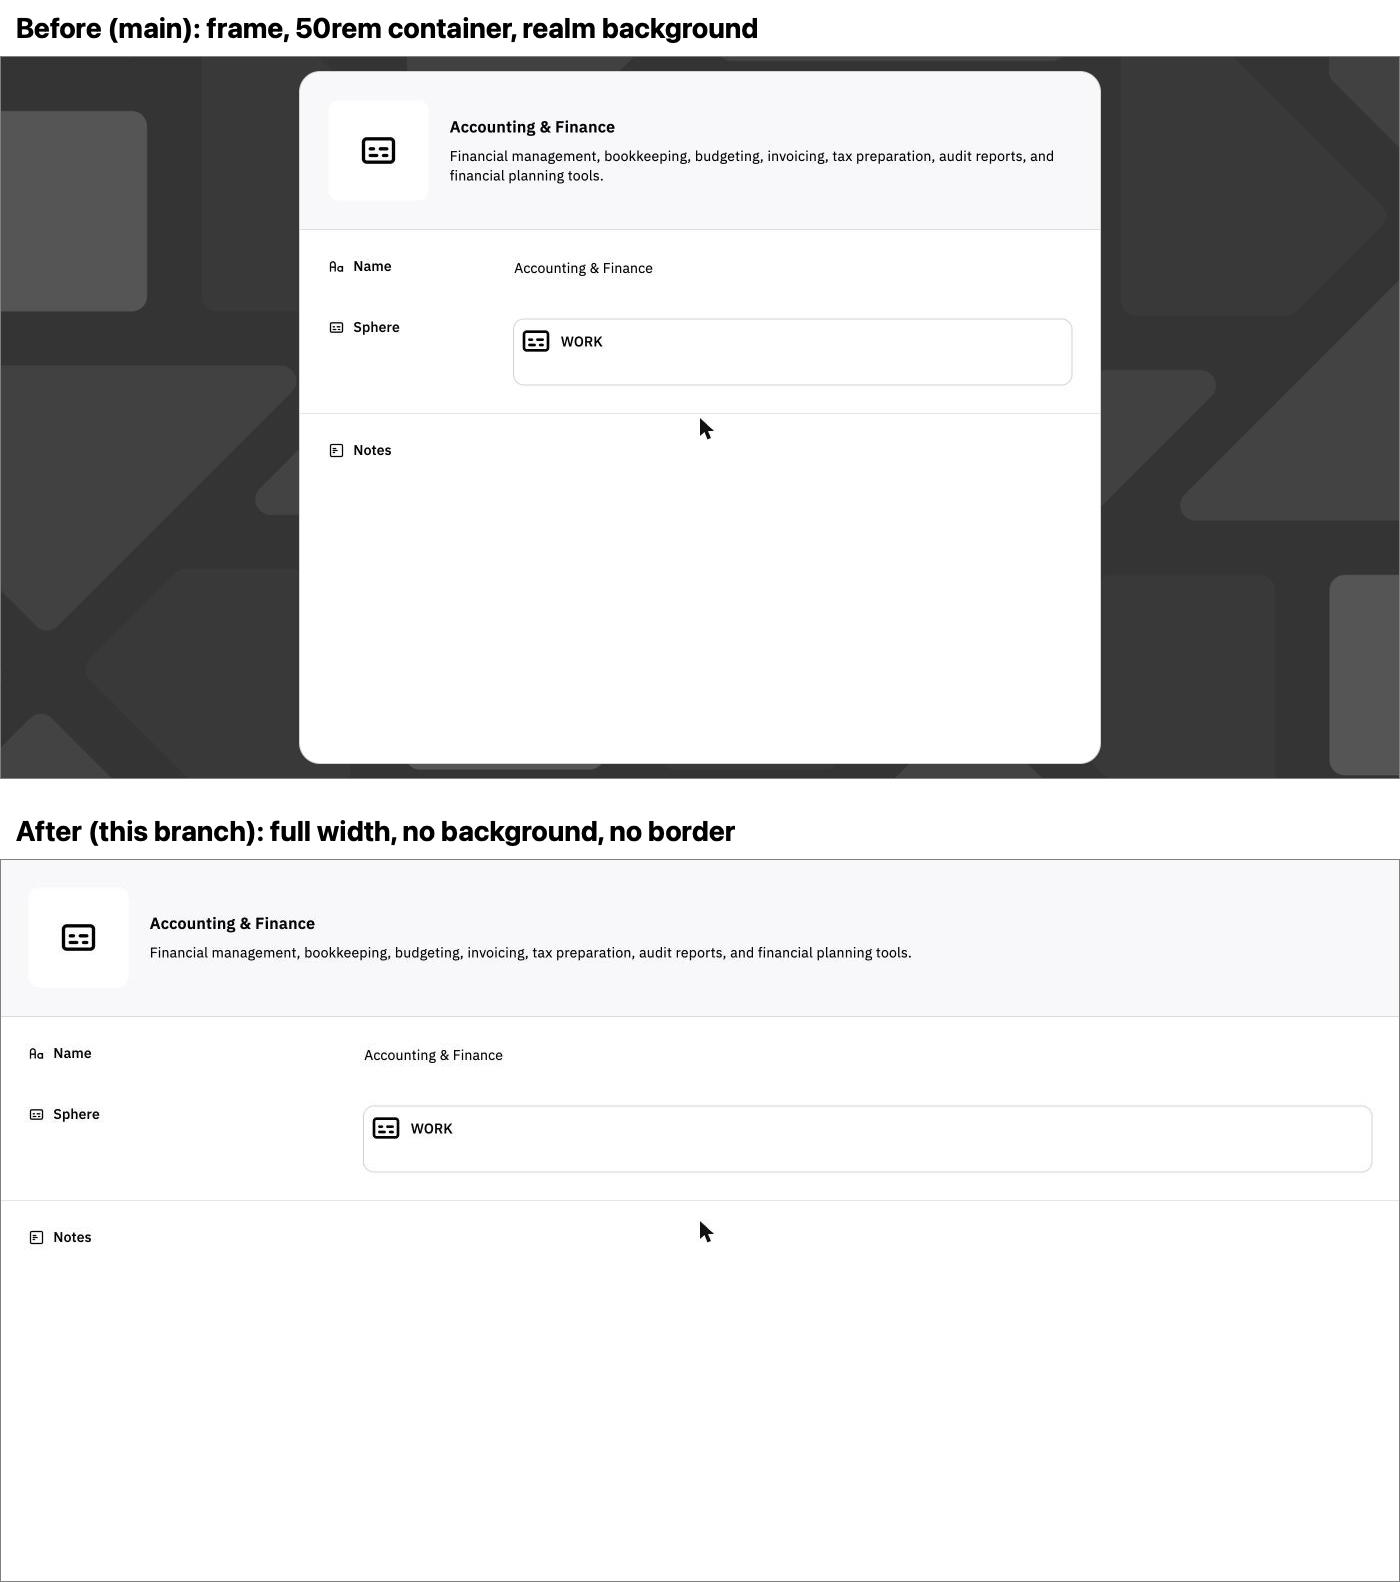 Before (main): frame, 50rem container, realm background
Accounting & Finance
Financial management, bookkeeping, budgeting, invoicing, tax preparation, audit reports, and
financial planning tools.
Aa Name
Accounting & Finance
Sphere
WORK
Notes
After (this branch): full width, no background, no border
Accounting & Finance
Financial management, bookkeeping, budgeting, invoicing, tax preparation, audit reports, and financial planning tools.
Aa Name
Accounting & Finance
Sphere
WORK
Notes